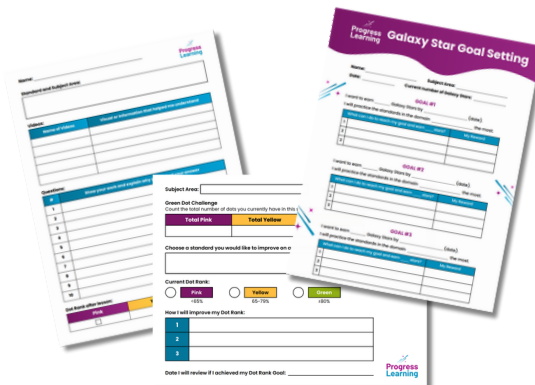 Progress
Learning
Name:
Standard and Subject Area:
Videos:
Name of Videos
Visual or Information that helped me understand
Questions:
#
Show your work and explain why
answer
1
2
3
4
5
6
7
8
9
10
Dot Rank after lesson:
Pink
Subject Area:
Green Dot Challenge
Count the total number of dots you currently have in this
Total Pink
Total Yellow
Choose a standard you would like to improve on
Current Dot Rank:
Pink
Yellow
Green
65-79%
How I will improve my Dot Rank:
1
2
3
Date I will review if I achieved my Dot Rank Goal:
Progress
Learning
Progress
Learning
Galaxy Star Goal Setting
Name:
Subject Area:
Date:
Current number of Galaxy Stars:
GOAL #1
I want to earn
Galaxy Stars by
(date)
I will practice the standards in the domain
the most.
What can I do to reach my goal and earn
stars?
My Reward
1
2
3
GOAL #2
I want to earn
Galaxy Stars by
(date)
I will practice the standards in the domain
the most.
What can I do to reach my goal and earn
stars?
My Reward
1
2
3
GOAL #3
I want to earn
Galaxy Stars by
(date)
I will practice the standards in the domain
the most.
What can I do to reach my goal and earn
stars?
My Reward
1
2
3